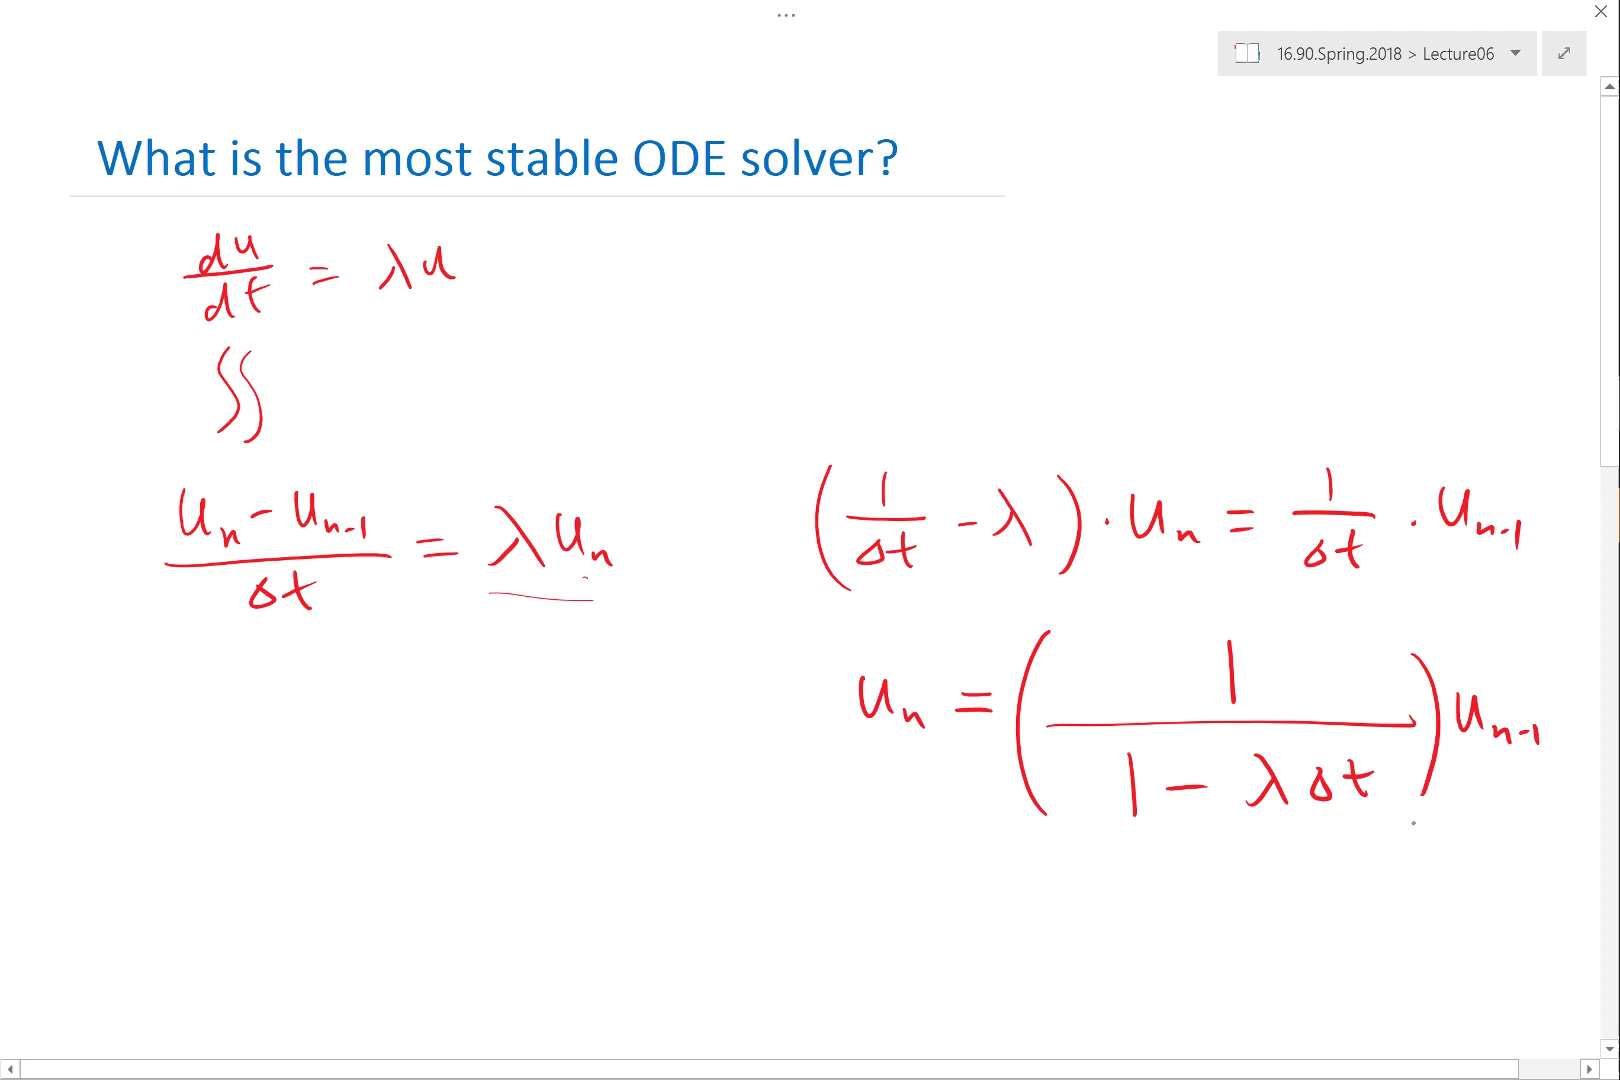 ...
16.90.Spring.2018 > Lecture06
What is the most stable ODE solver?
du/dt = λu
(u_n - u_{n-1})/Δt = λu_n
(1/Δt - λ) · u_n = 1/Δt · u_{n-1}
u_n = (1/(1 - λΔt)) u_{n-1}